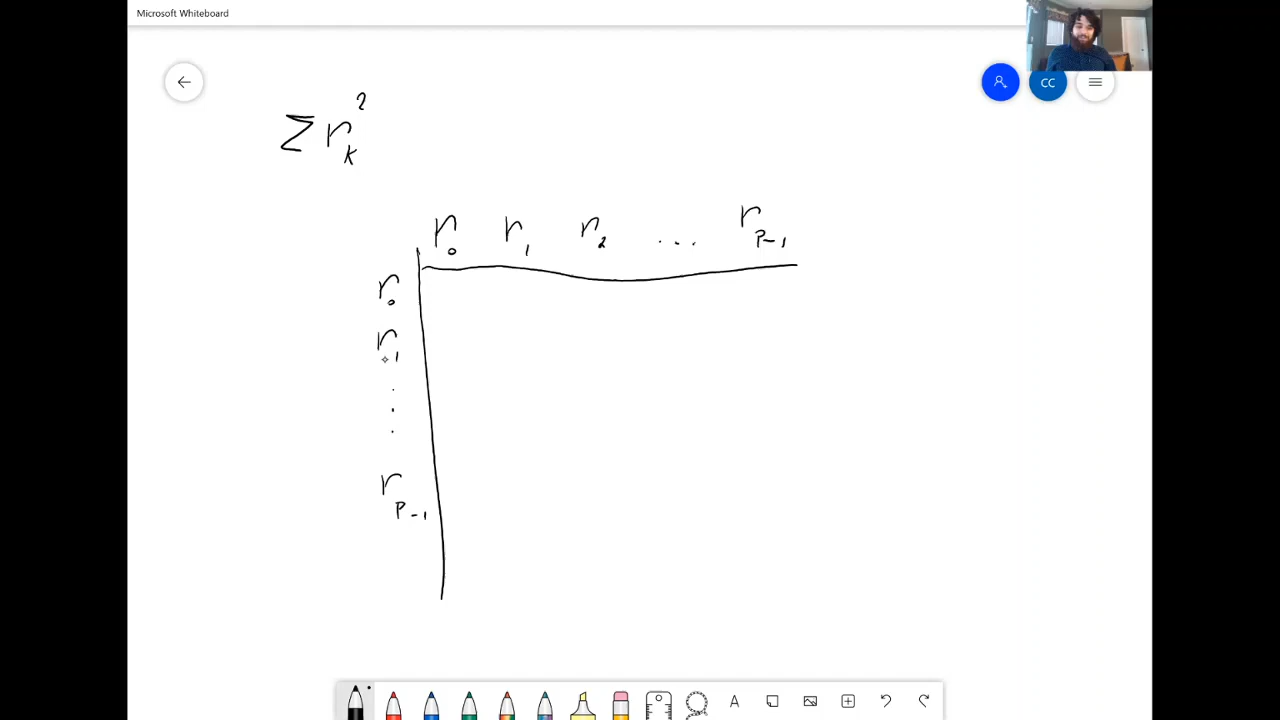 Microsoft Whiteboard
CC
Σ r_k^2
r_0 r_1 r_2 ... r_{p-1}
r_0
r_1
.
.
.
r_{p-1}
A